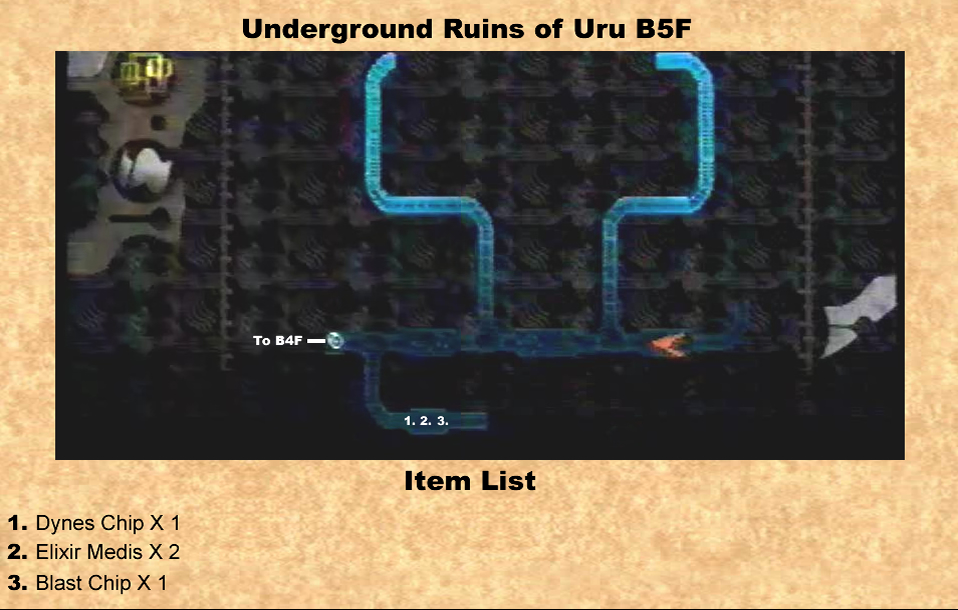 Underground Ruins of Uru B5F
To B4F
1. 2. 3.
Item List
1. Dynes Chip X 1
2. Elixir Medis X 2
3. Blast Chip X 1